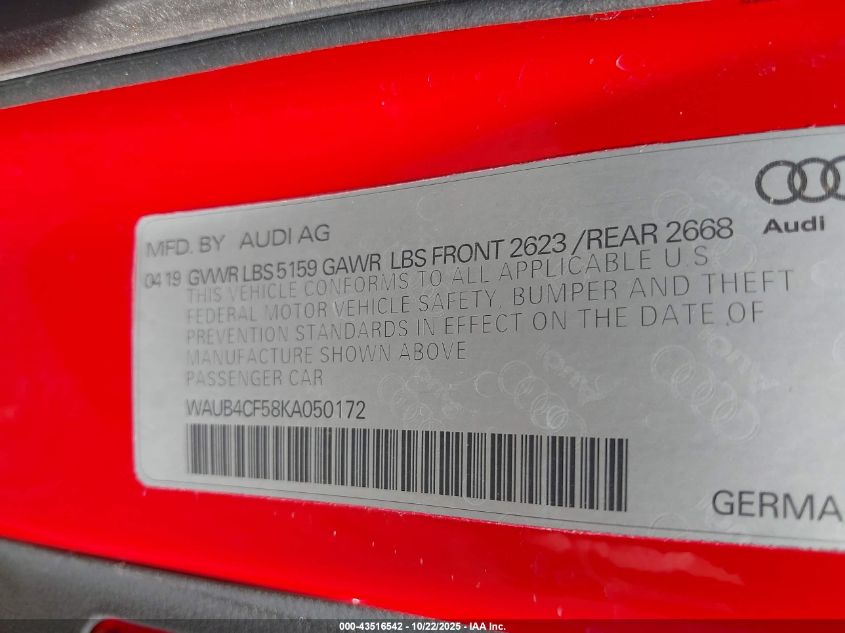 Audi
MFD. BY AUDI AG
04 19 GVWR LBS 5159 GAWR LBS FRONT 2623 /REAR 2668
THIS VEHICLE CONFORMS TO ALL APPLICABLE U S
FEDERAL MOTOR VEHICLE SAFETY, BUMPER AND THEFT
PREVENTION STANDARDS IN EFFECT ON THE DATE OF
MANUFACTURE SHOWN ABOVE
PASSENGER CAR
WAUB4CF58KA050172
GERMA
000-43516542 - 10/22/2025 - IAA Inc.